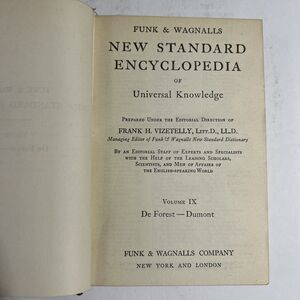 FUNK & WAGNALLS
NEW STANDARD
ENCYCLOPEDIA
OF
Universal Knowledge
PREPARED UNDER THE EDITORIAL DIRECTION OF
FRANK H. VIZETELLY, LITT.D., LL.D.
Managing Editor of Funk & Wagnalls New Standard Dictionary
BY AN EDITORIAL STAFF OF EXPERTS AND SPECIALISTS
WITH THE HELP OF THE LEADING SCHOLARS,
SCIENTISTS, AND MEN OF AFFAIRS OF
THE ENGLISH-SPEAKING WORLD
VOLUME IX
De Forest — Dumont
FUNK & WAGNALLS COMPANY
NEW YORK AND LONDON